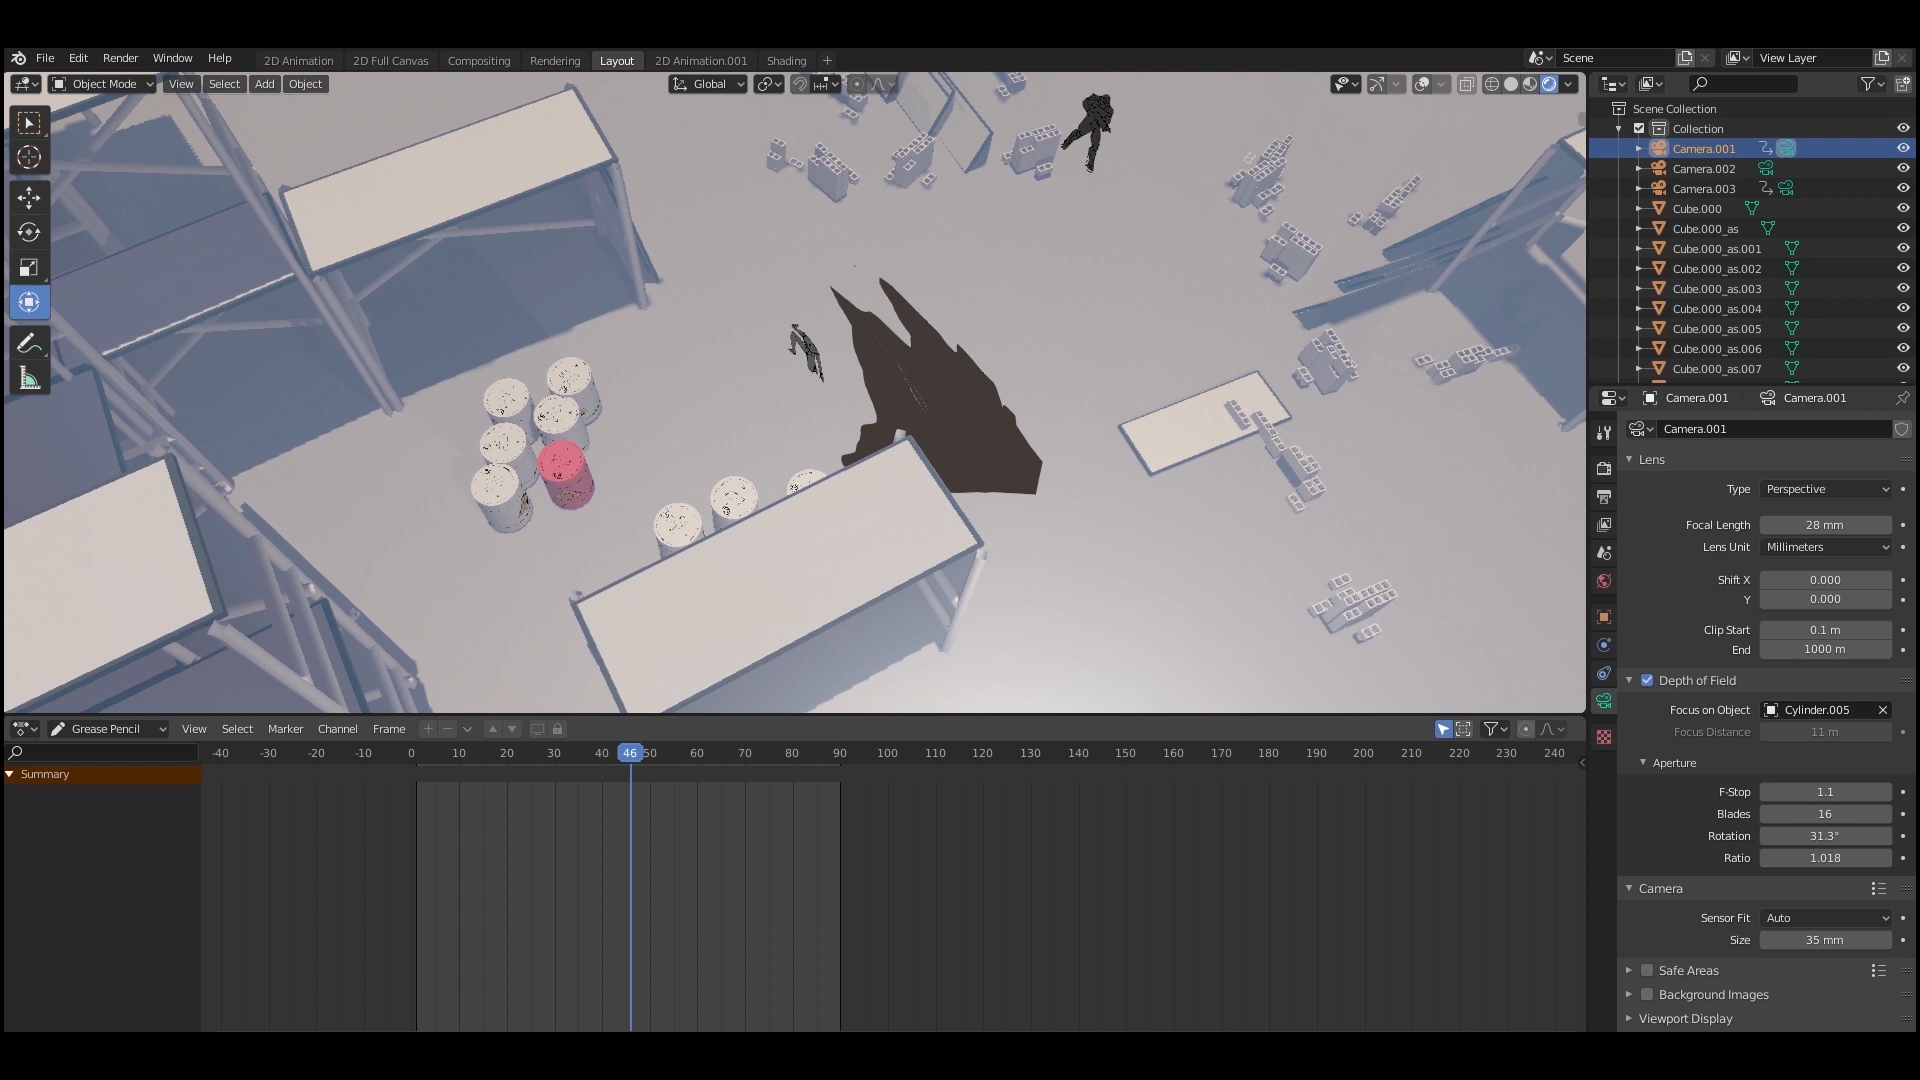 File Edit Render Window Help
2D Animation 2D Full Canvas Compositing Rendering Layout 2D Animation.001 Shading +
Scene
View Layer
Object Mode View Select Add Object
Global
Scene Collection
Collection
Camera.001
Camera.002
Camera.003
Cube.000
Cube.000_as
Cube.000_as.001
Cube.000_as.002
Cube.000_as.003
Cube.000_as.004
Cube.000_as.005
Cube.000_as.006
Cube.000_as.007
Camera.001 Camera.001
Camera.001
Lens
Type Perspective
Focal Length 28 mm
Lens Unit Millimeters
Shift X 0.000
Y 0.000
Clip Start 0.1 m
End 1000 m
Depth of Field
Focus on Object Cylinder.005
Focus Distance 11 m
Aperture
F-Stop 1.1
Blades 16
Rotation 31.3°
Ratio 1.018
Camera
Sensor Fit Auto
Size 35 mm
Safe Areas
Background Images
Viewport Display
Grease Pencil View Select Marker Channel Frame
-40 -30 -20 -10 0 10 20 30 40 46 50 60 70 80 90 100 110 120 130 140 150 160 170 180 190 200 210 220 230 240
Summary